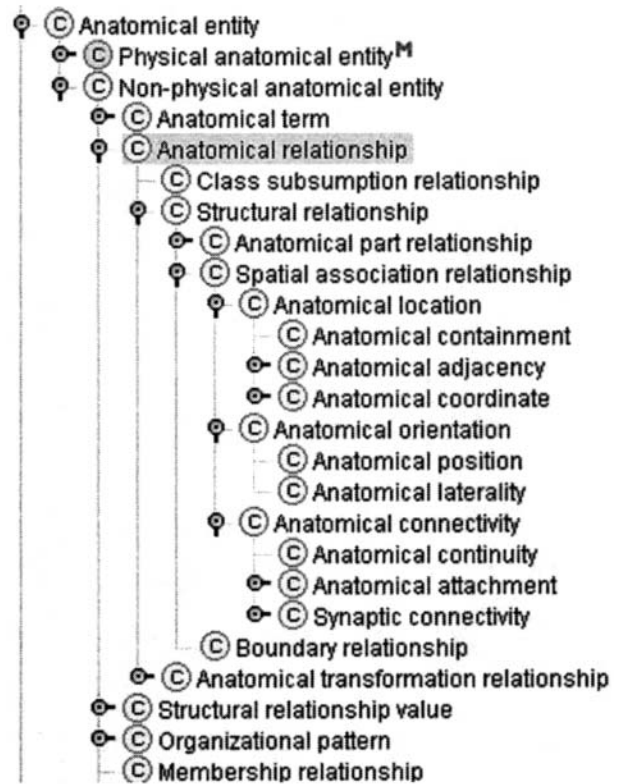 C Anatomical entity
C Physical anatomical entity M
C Non-physical anatomical entity
C Anatomical term
C Anatomical relationship
C Class subsumption relationship
C Structural relationship
C Anatomical part relationship
C Spatial association relationship
C Anatomical location
C Anatomical containment
C Anatomical adjacency
C Anatomical coordinate
C Anatomical orientation
C Anatomical position
C Anatomical laterality
C Anatomical connectivity
C Anatomical continuity
C Anatomical attachment
C Synaptic connectivity
C Boundary relationship
C Anatomical transformation relationship
C Structural relationship value
C Organizational pattern
C Membership relationship